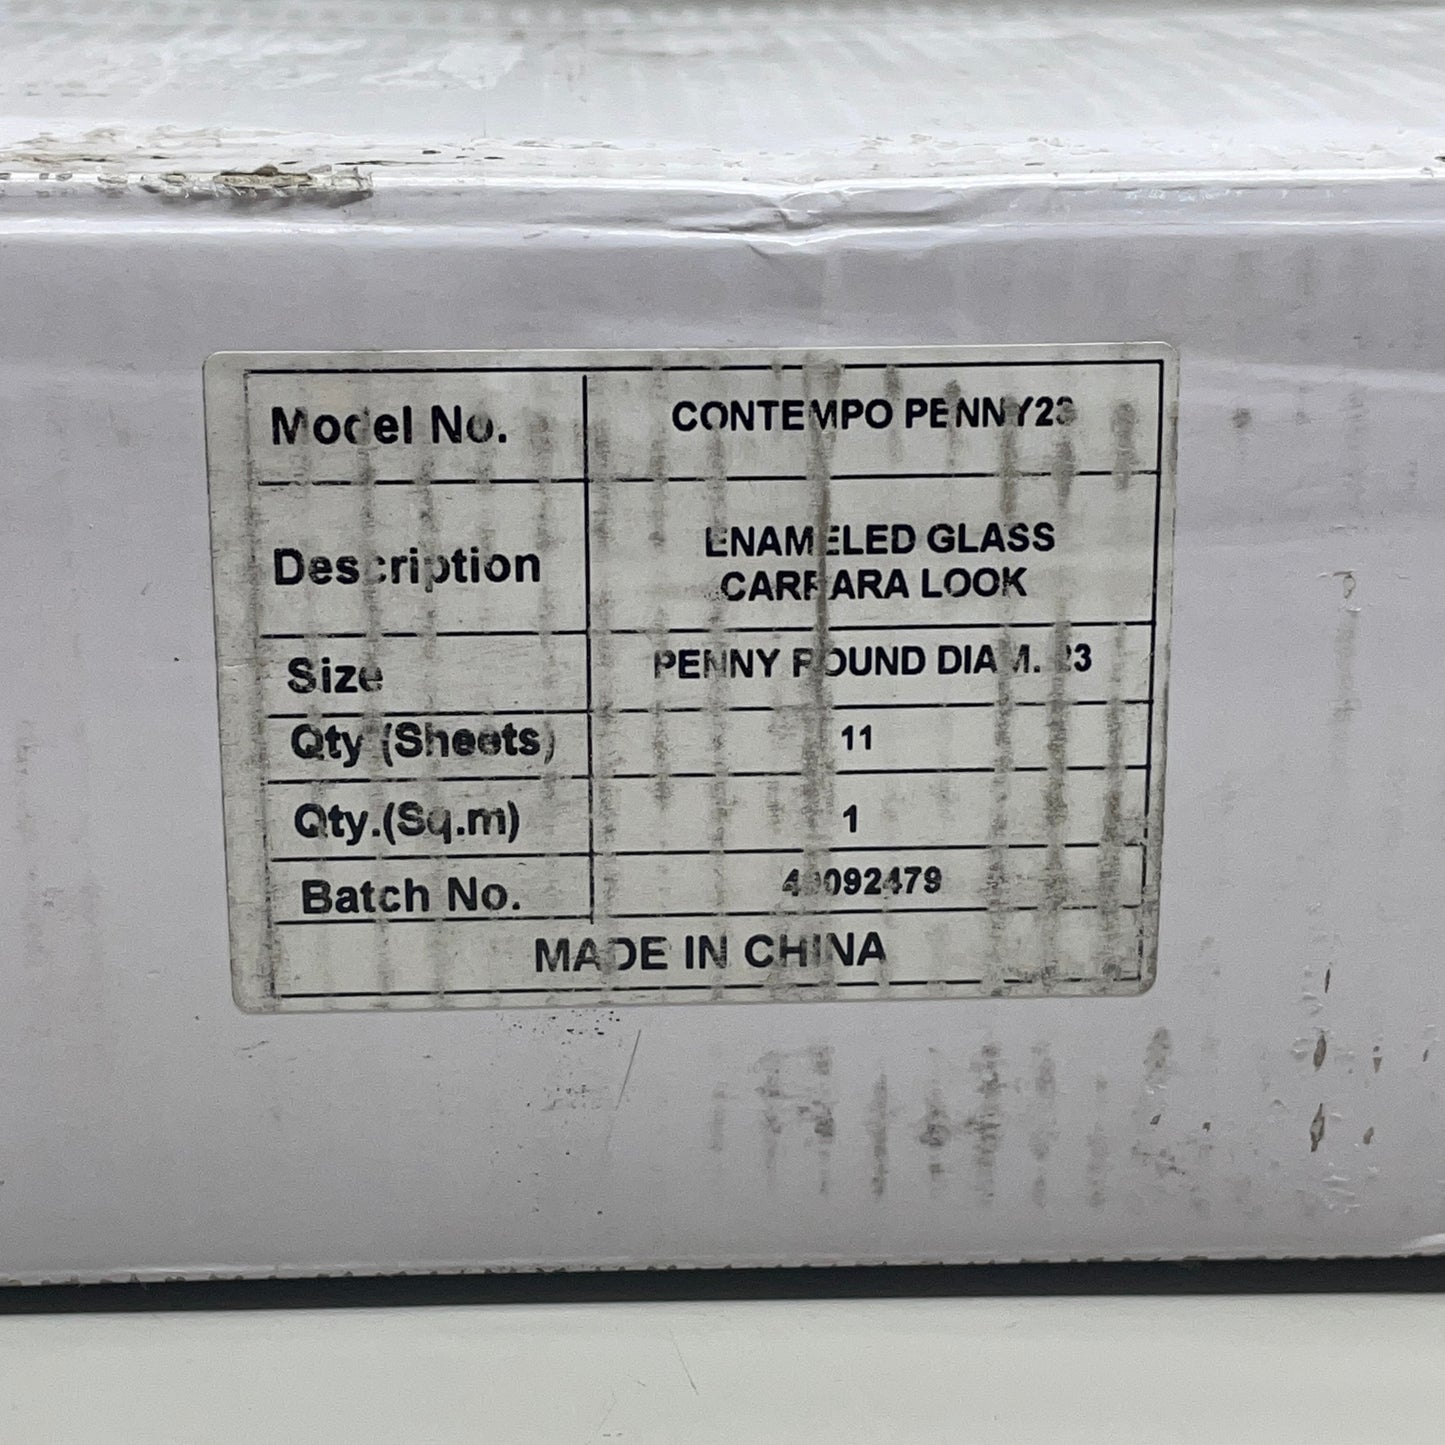 Model No. CONTEMPO PENNY23
Description ENAMELED GLASS
CARRARA LOOK
Size PENNY ROUND DIAM. 23
Qty (Sheets) 11
Qty.(Sq.m) 1
Batch No.
MADE IN CHINA